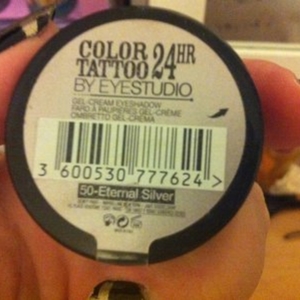 COLOR 24HR
TATTOO
BY EYESTUDIO
GEL-CREAM EYESHADOW
FARD À PAUPIÈRES GEL-CRÈME
OMBRETTO GEL-CREMA
3 600530 777624 >
50-Eternal Silver